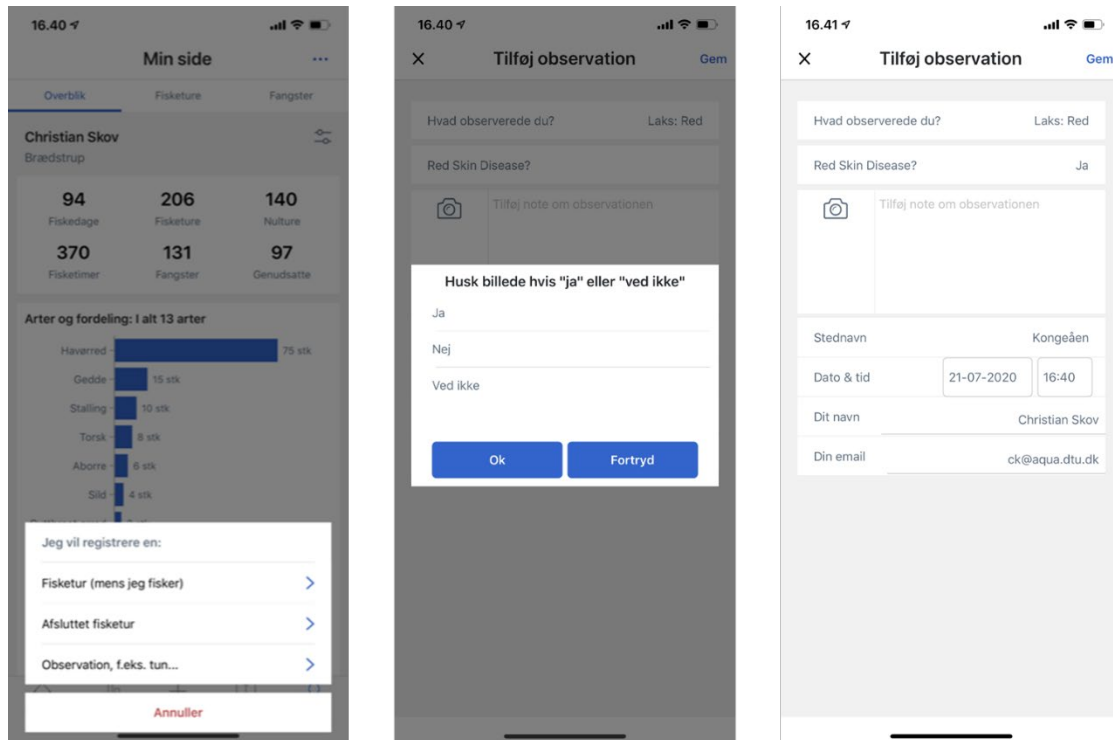 16.40
Min side
Overblik Fisketure Fangster
Christian Skov
Brædstrup
94 206 140
Fiskedage Fisketure Nulture
370 131 97
Fisketimer Fangster Genudsatte
Arter og fordeling: I alt 13 arter
Havørred 75 stk
Gedde 15 stk
Stalling 10 stk
Torsk 8 stk
Aborre 6 stk
Sild 4 stk
Jeg vil registrere en:
Fisketur (mens jeg fisker)
Afsluttet fisketur
Observation, f.eks. tun...
Annuller
16.40
Tilføj observation Gem
Hvad observerede du? Laks: Red
Red Skin Disease?
Tilføj note om observationen
Husk billede hvis "ja" eller "ved ikke"
Ja
Nej
Ved ikke
Ok Fortryd
16.41
Tilføj observation Gem
Hvad observerede du? Laks: Red
Red Skin Disease? Ja
Tilføj note om observationen
Stednavn Kongeåen
Dato & tid 21-07-2020 16:40
Dit navn Christian Skov
Din email ck@aqua.dtu.dk